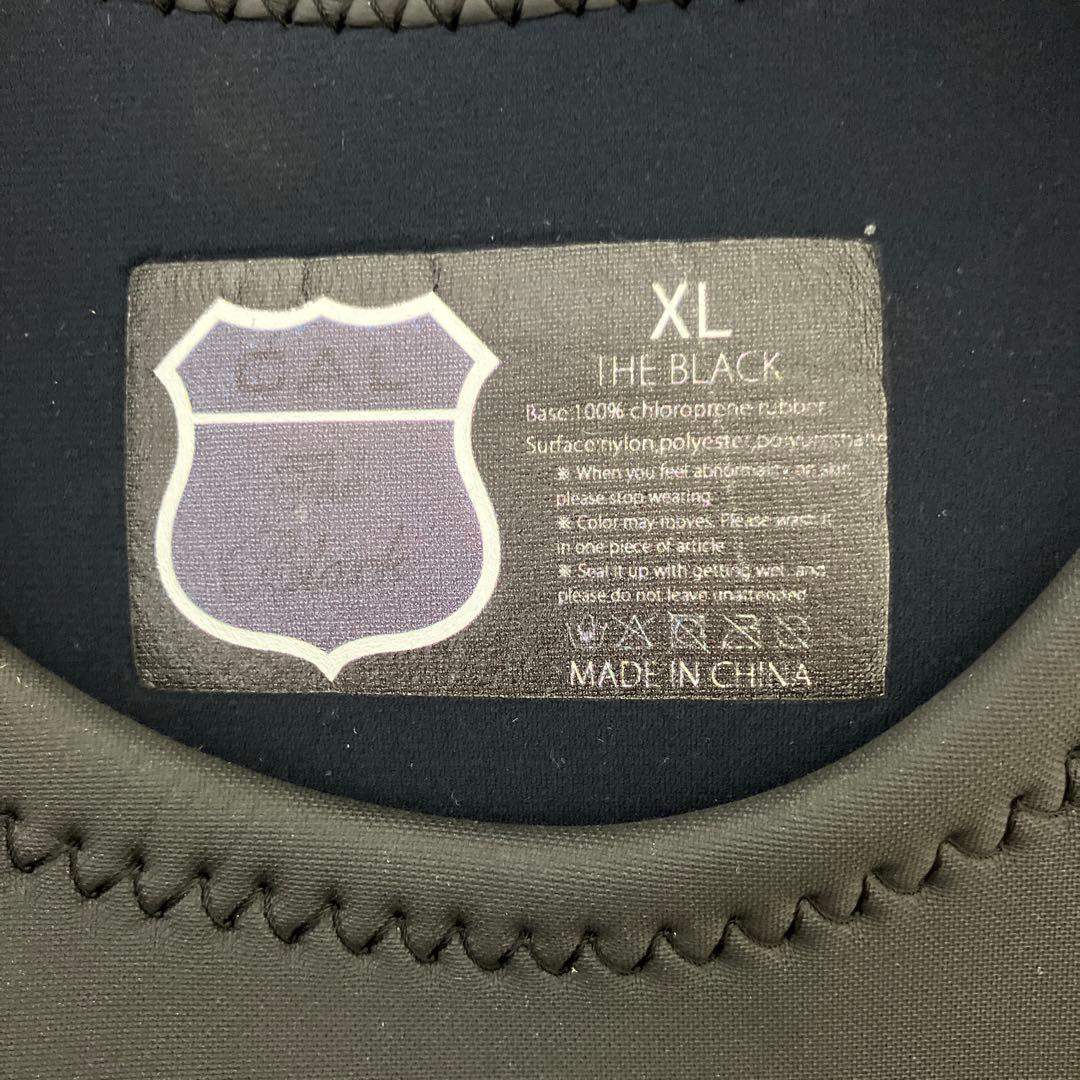 CAL
XL
THE BLACK
Base:100% chloroprene rubber
Surface:nylon,polyester,polyurethane
※ When you feel abnormality on skin
please stop wearing
※ Color may moves. Please wash it
in one piece of article
※ Seal it up with getting wet and
please do not leave unattended
MADE IN CHINA